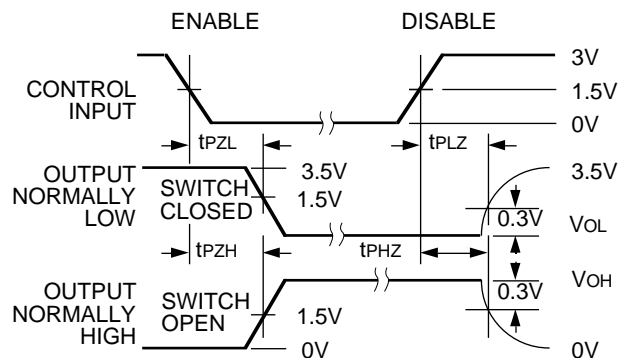 ENABLE
DISABLE
CONTROL
INPUT
3V
1.5V
0V
tPZL
tPLZ
OUTPUT
NORMALLY
LOW
SWITCH
CLOSED
3.5V
1.5V
3.5V
0.3V
VOL
tPZH
tPHZ
OUTPUT
NORMALLY
HIGH
SWITCH
OPEN
1.5V
0V
VOH
0.3V
0V